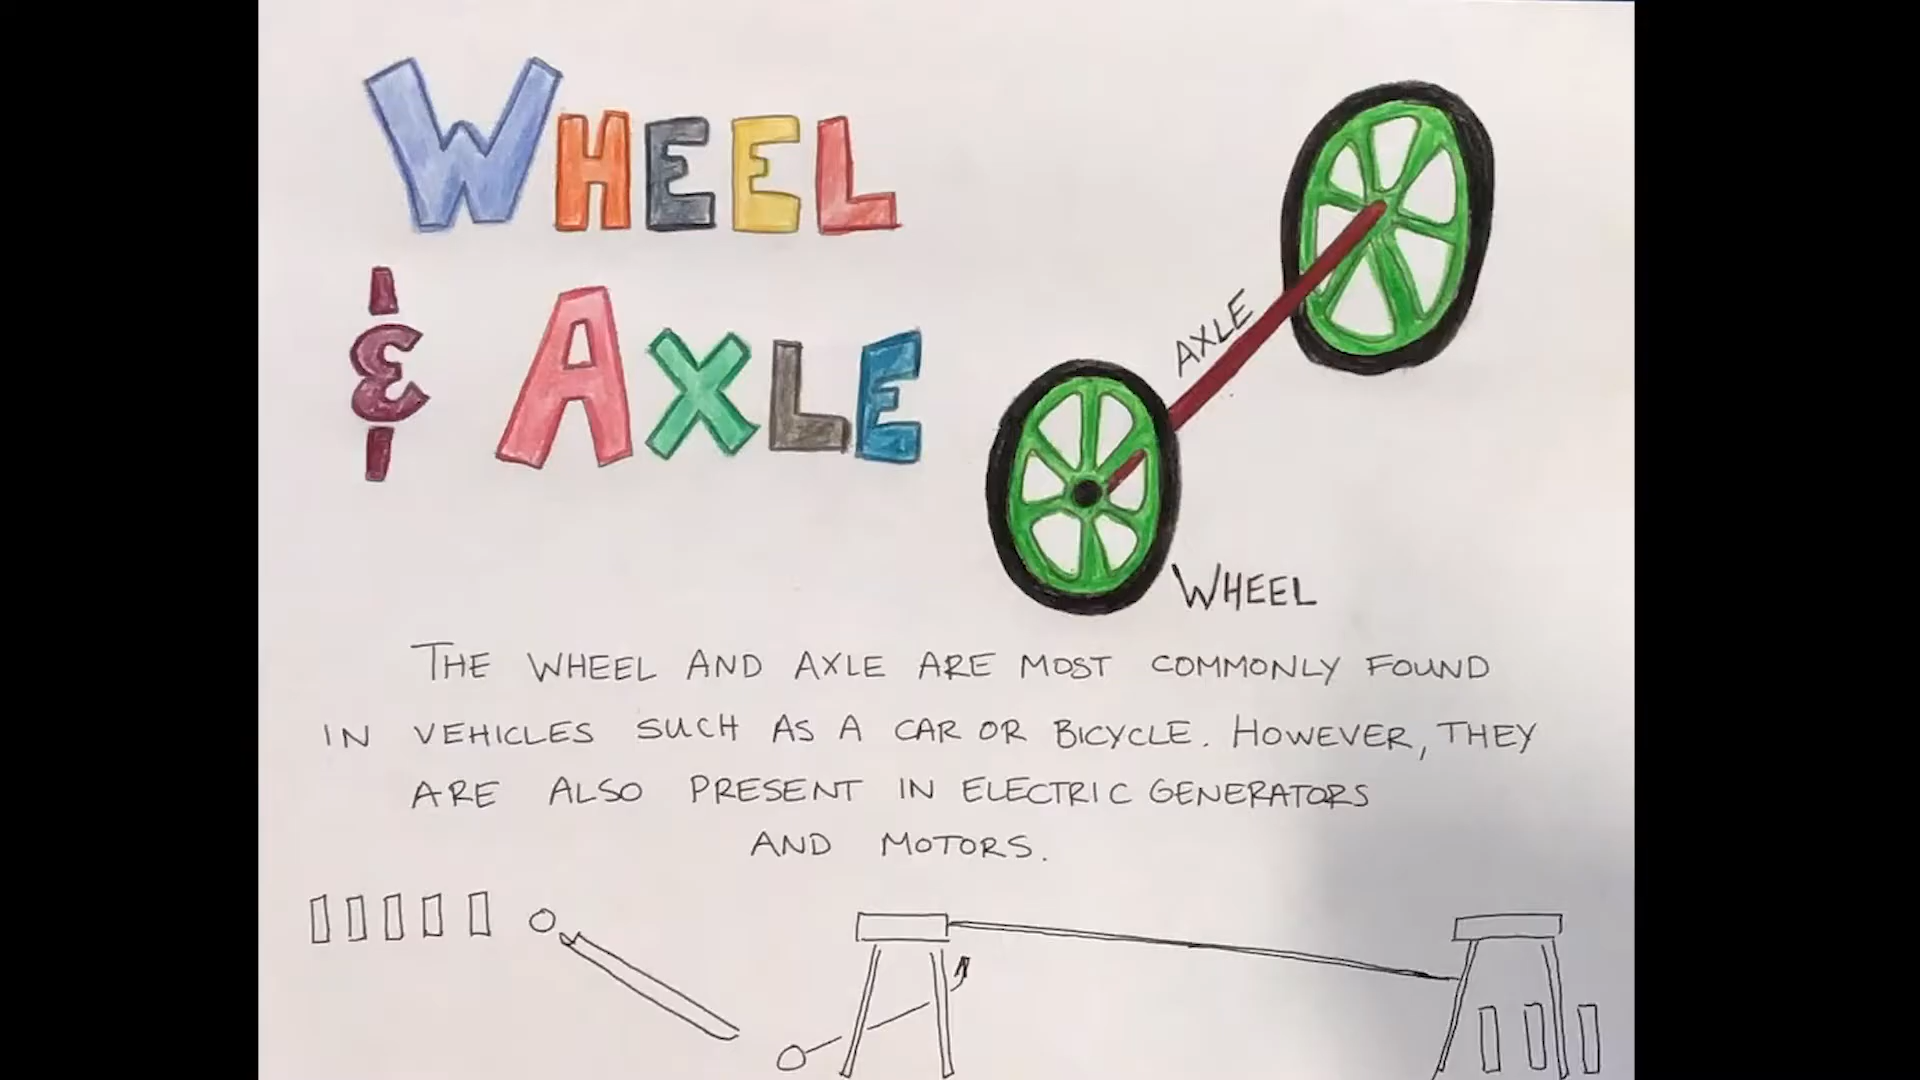 WHEEL
& AXLE
AXLE
WHEEL
THE WHEEL AND AXLE ARE MOST COMMONLY FOUND
IN VEHICLES SUCH AS A CAR OR BICYCLE. HOWEVER, THEY
ARE ALSO PRESENT IN ELECTRIC GENERATORS
AND MOTORS.